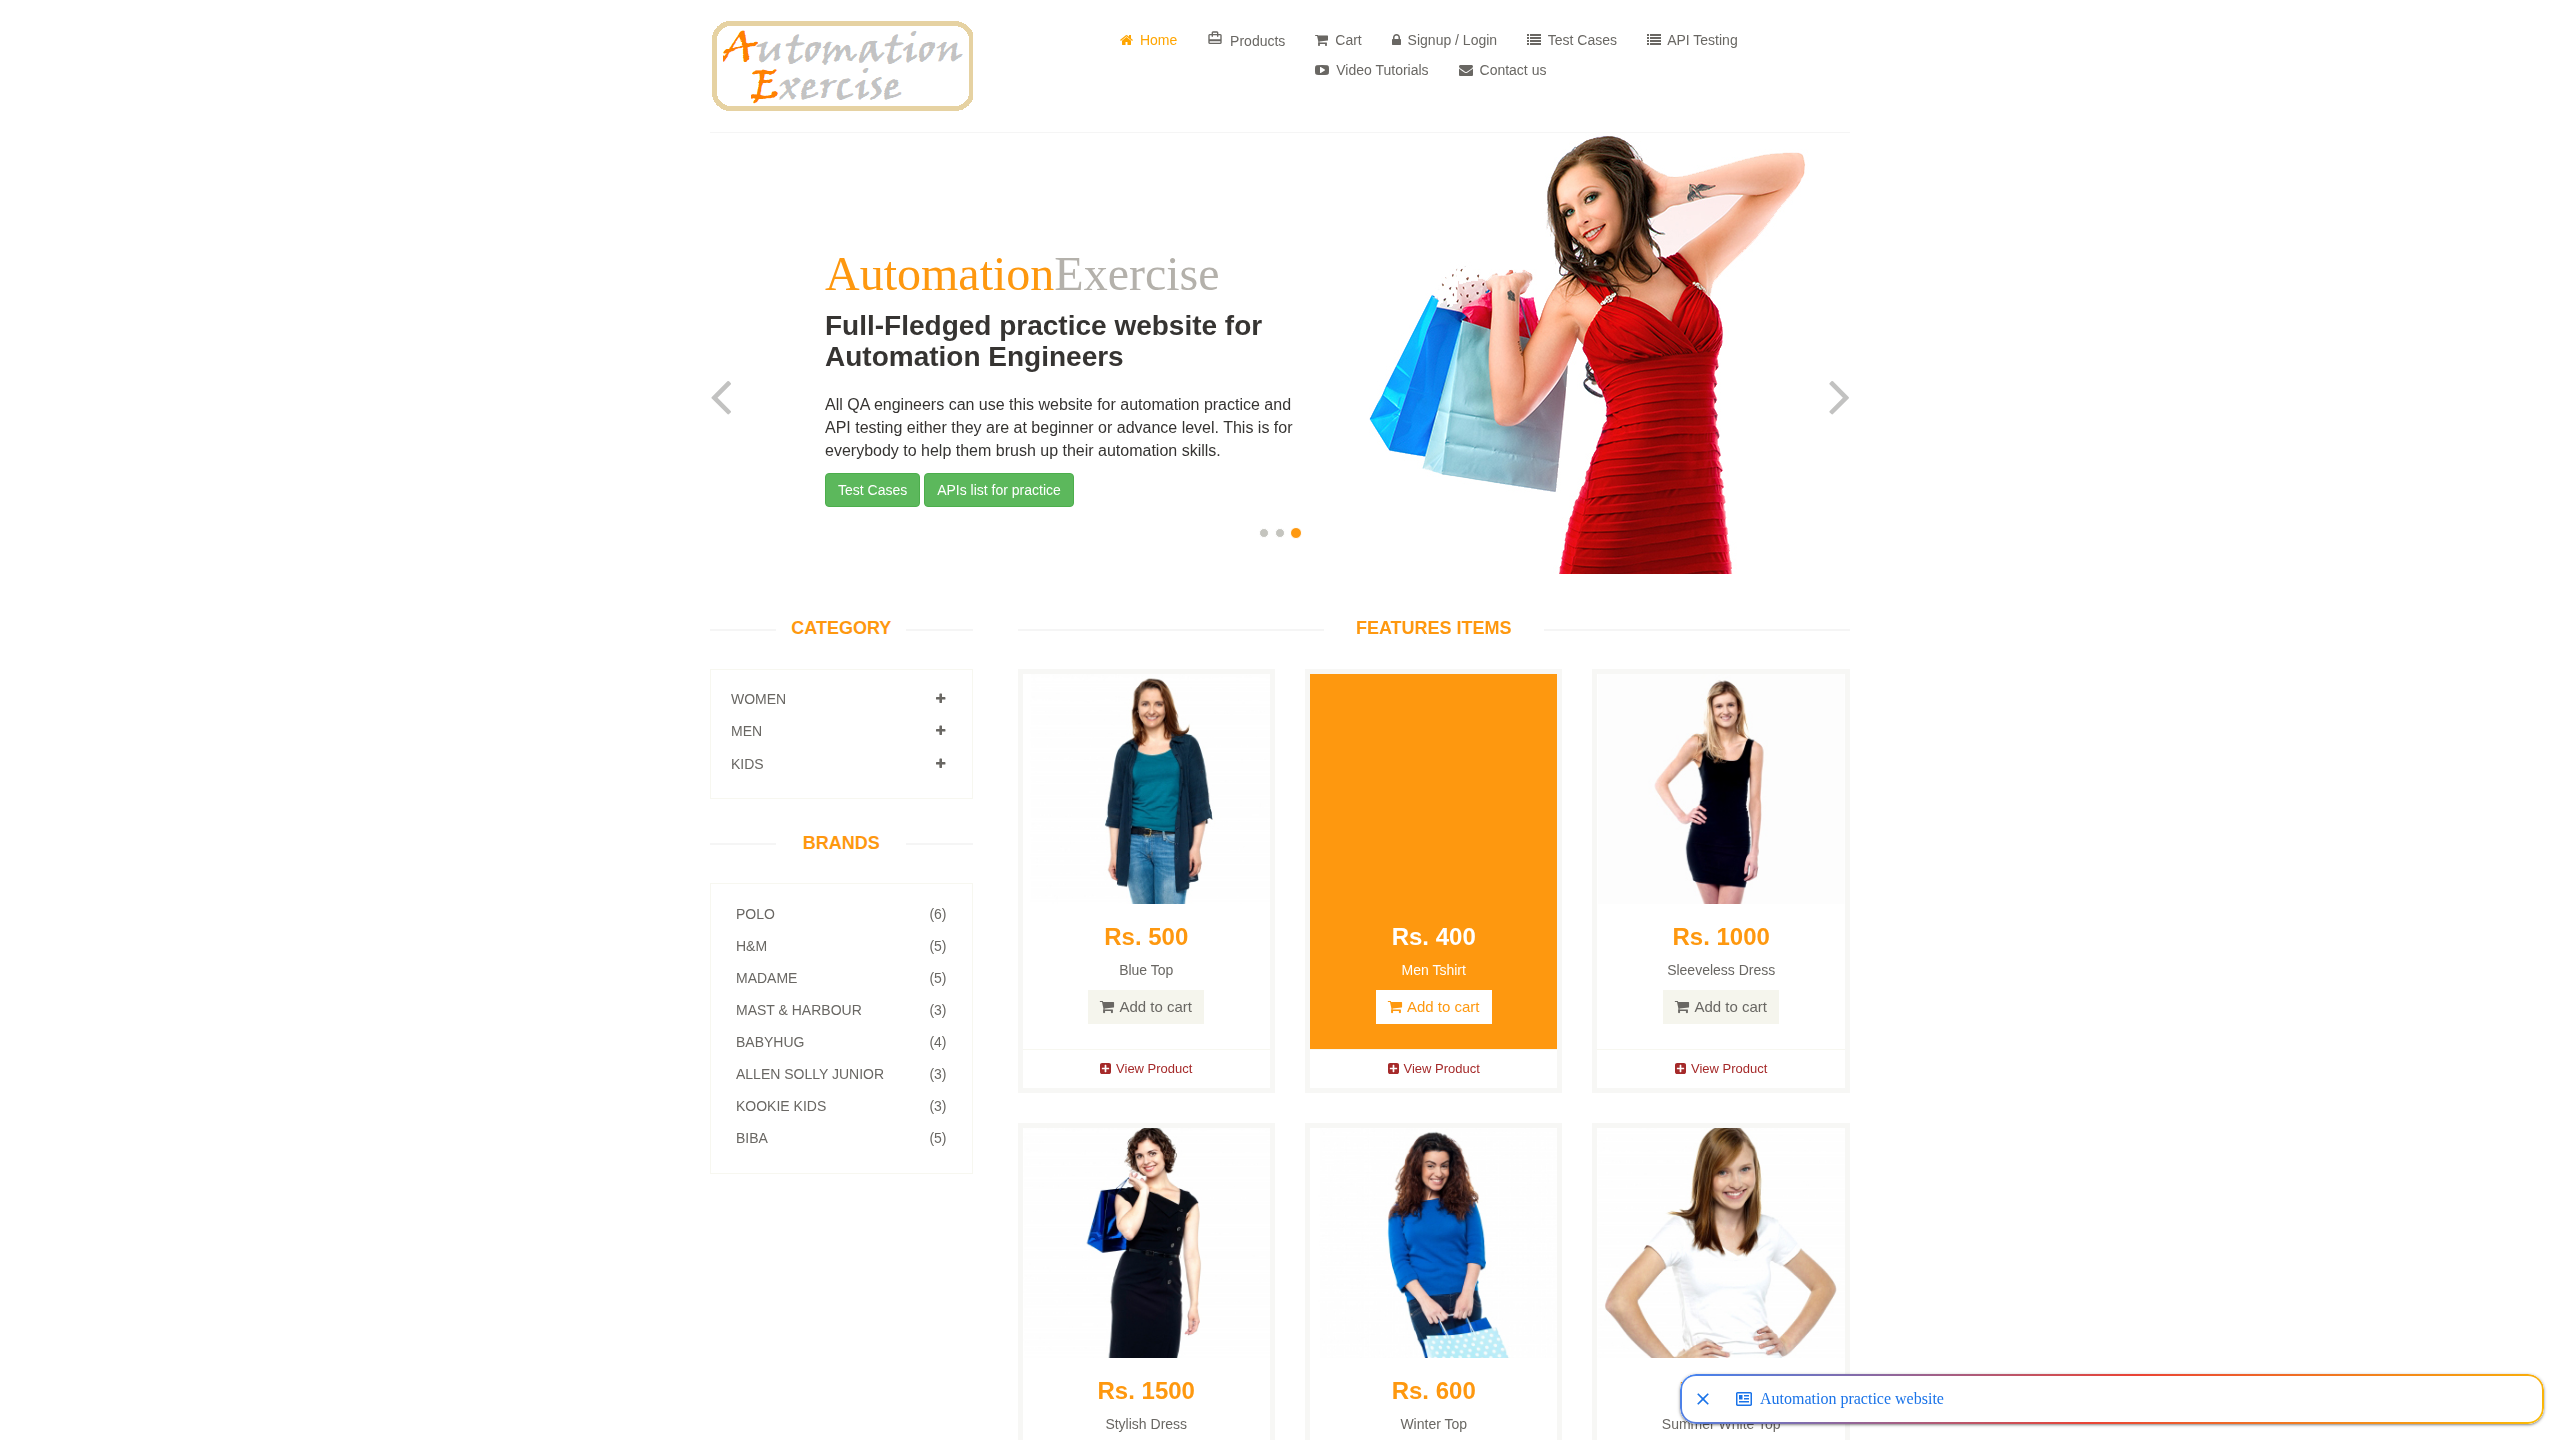 Automation
Exercise
Home
Products
Cart
Signup / Login
Test Cases
API Testing
Video Tutorials
Contact us
AutomationExercise
Full-Fledged practice website for
Automation Engineers
All QA engineers can use this website for automation practice and
API testing either they are at beginner or advance level. This is for
everybody to help them brush up their automation skills.
Test Cases
APIs list for practice
CATEGORY
WOMEN
MEN
KIDS
BRANDS
POLO (6)
H&M (5)
MADAME (5)
MAST & HARBOUR (3)
BABYHUG (4)
ALLEN SOLLY JUNIOR (3)
KOOKIE KIDS (3)
BIBA (5)
FEATURES ITEMS
Rs. 500
Blue Top
Add to cart
View Product
Rs. 400
Men Tshirt
Add to cart
View Product
Rs. 1000
Sleeveless Dress
Add to cart
View Product
Rs. 1500
Stylish Dress
Rs. 600
Winter Top
Summer White Top
Automation practice website